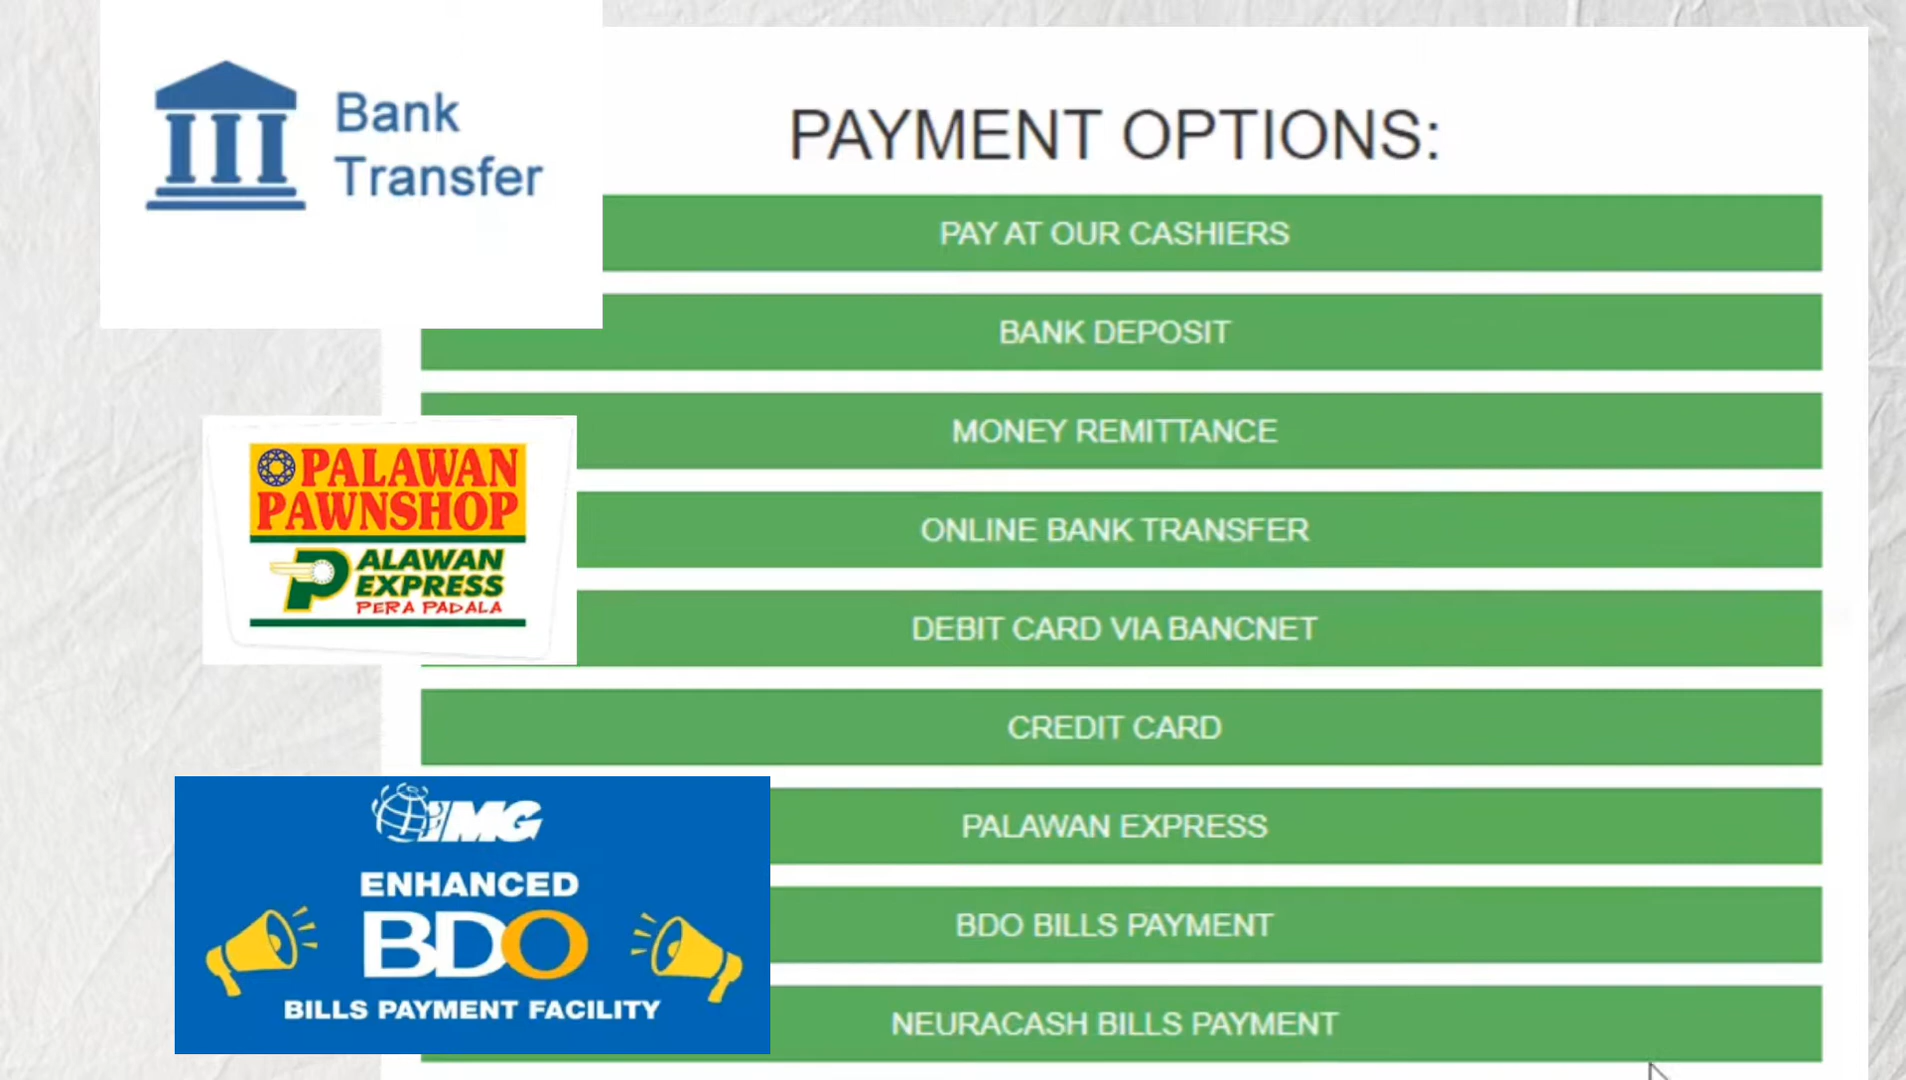 Bank
Transfer
PAYMENT OPTIONS:
PAY AT OUR CASHIERS
BANK DEPOSIT
MONEY REMITTANCE
PALAWAN
PAWNSHOP
PALAWAN
EXPRESS
PERA PADALA
ONLINE BANK TRANSFER
DEBIT CARD VIA BANCNET
CREDIT CARD
IMG
ENHANCED
BDO
BILLS PAYMENT FACILITY
PALAWAN EXPRESS
BDO BILLS PAYMENT
NEURACASH BILLS PAYMENT